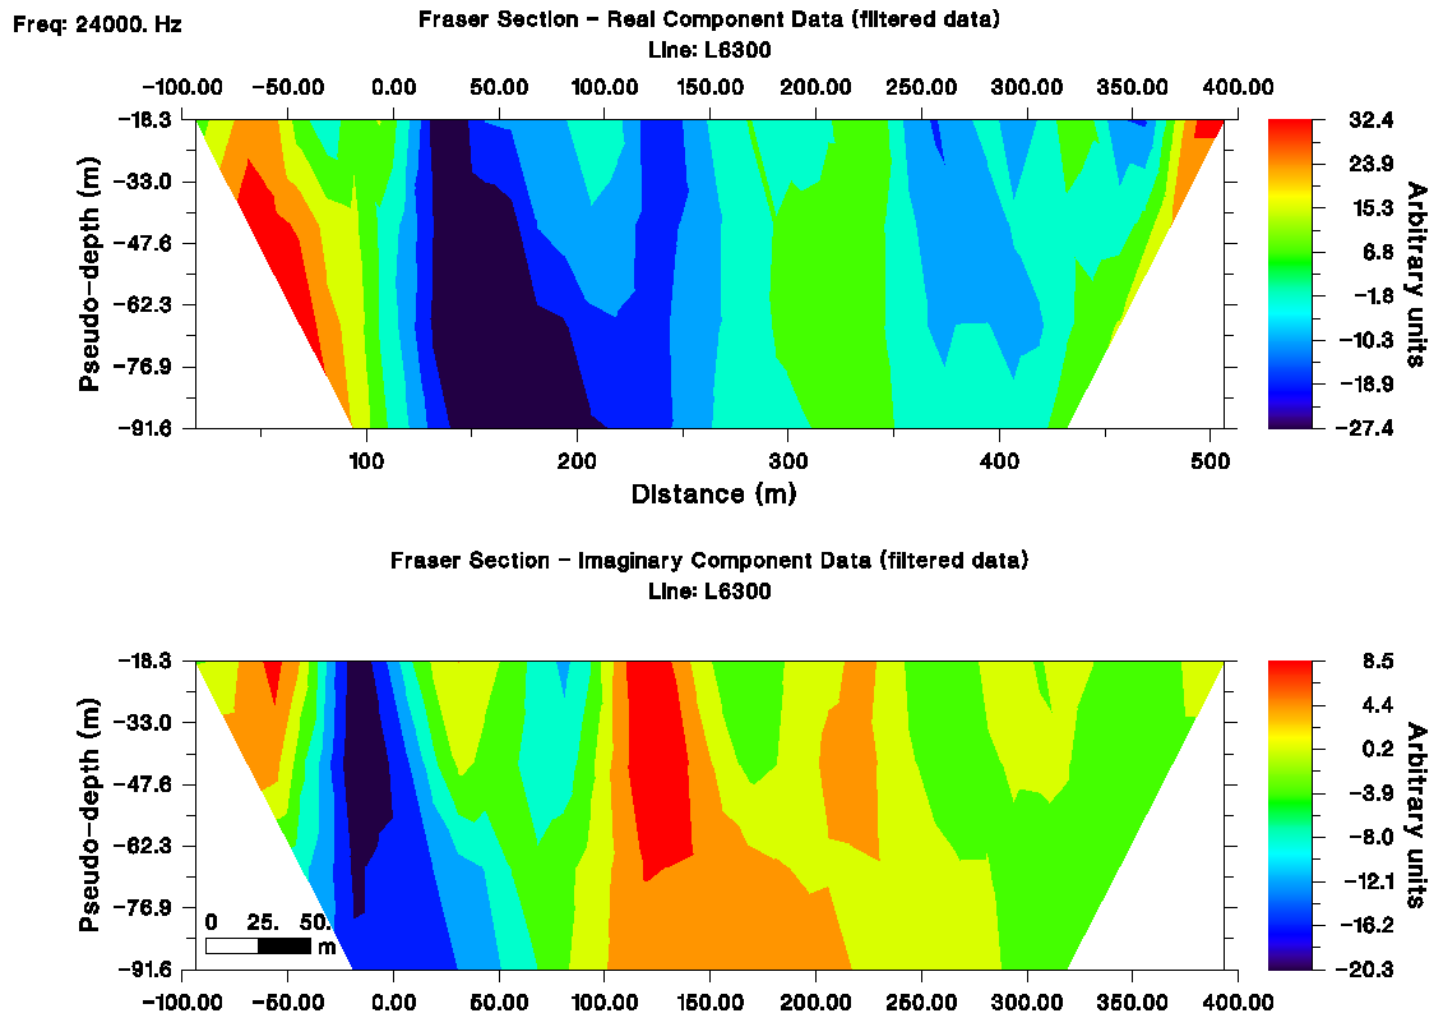 Freq: 24000. Hz
Fraser Section - Real Component Data (filtered data)
Line: L6300
-100.00 -50.00 0.00 50.00 100.00 150.00 200.00 250.00 300.00 350.00 400.00
-18.3
-33.0
-47.6
-62.3
-76.9
-91.6
Pseudo-depth (m)
100 200 300 400 500
Distance (m)
32.4
23.9
15.3
6.8
-1.8
-10.3
-18.9
-27.4
Arbitrary units
Fraser Section - Imaginary Component Data (filtered data)
Line: L6300
-18.3
-33.0
-47.6
-62.3
-76.9
-91.6
Pseudo-depth (m)
0 25. 50.
m
-100.00 -50.00 0.00 50.00 100.00 150.00 200.00 250.00 300.00 350.00 400.00
8.5
4.4
0.2
-3.9
-8.0
-12.1
-16.2
-20.3
Arbitrary units